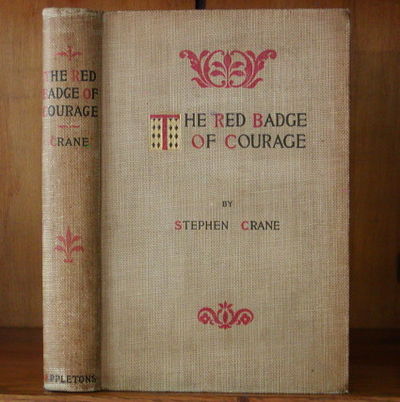 THE RED
BADGE OF
COURAGE
CRANE
APPLETONS
THE RED BADGE
OF COURAGE
BY
STEPHEN CRANE